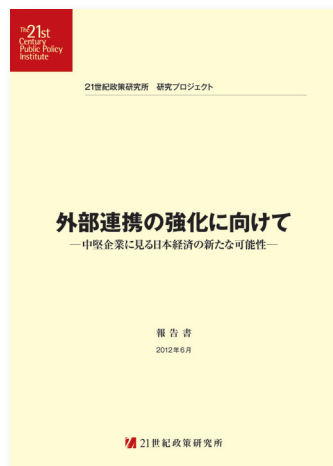 The 21st
Century
Public Policy
Institute
21世紀政策研究所 研究プロジェクト
外部連携の強化に向けて
―中堅企業に見る日本経済の新たな可能性―
報告書
2012年6月
21世紀政策研究所